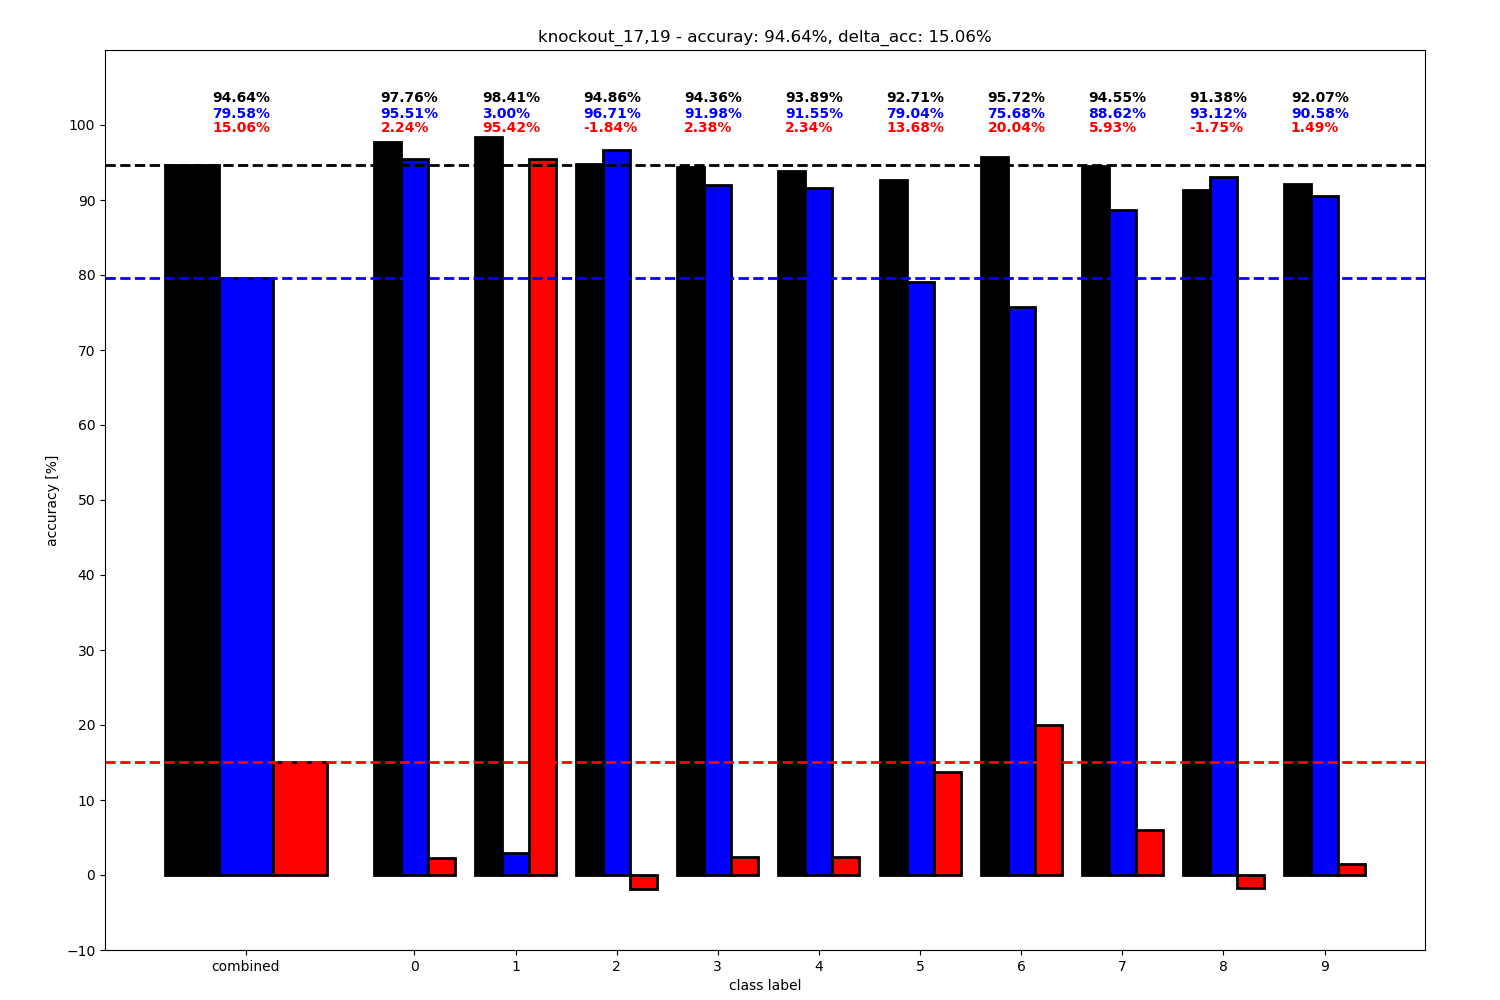 knockout_17,19 - accuray: 94.64%, delta_acc: 15.06%
94.64% 97.76% 98.41% 94.86% 94.36% 93.89% 92.71% 95.72% 94.55% 91.38% 92.07%
79.58% 95.51% 3.00% 96.71% 91.98% 91.55% 79.04% 75.68% 88.62% 93.12% 90.58%
15.06% 2.24% 95.42% -1.84% 2.38% 2.34% 13.68% 20.04% 5.93% -1.75% 1.49%
100
90
80
70
60
50
40
30
20
10
0
−10
accuracy [%]
combined 0 1 2 3 4 5 6 7 8 9
class label